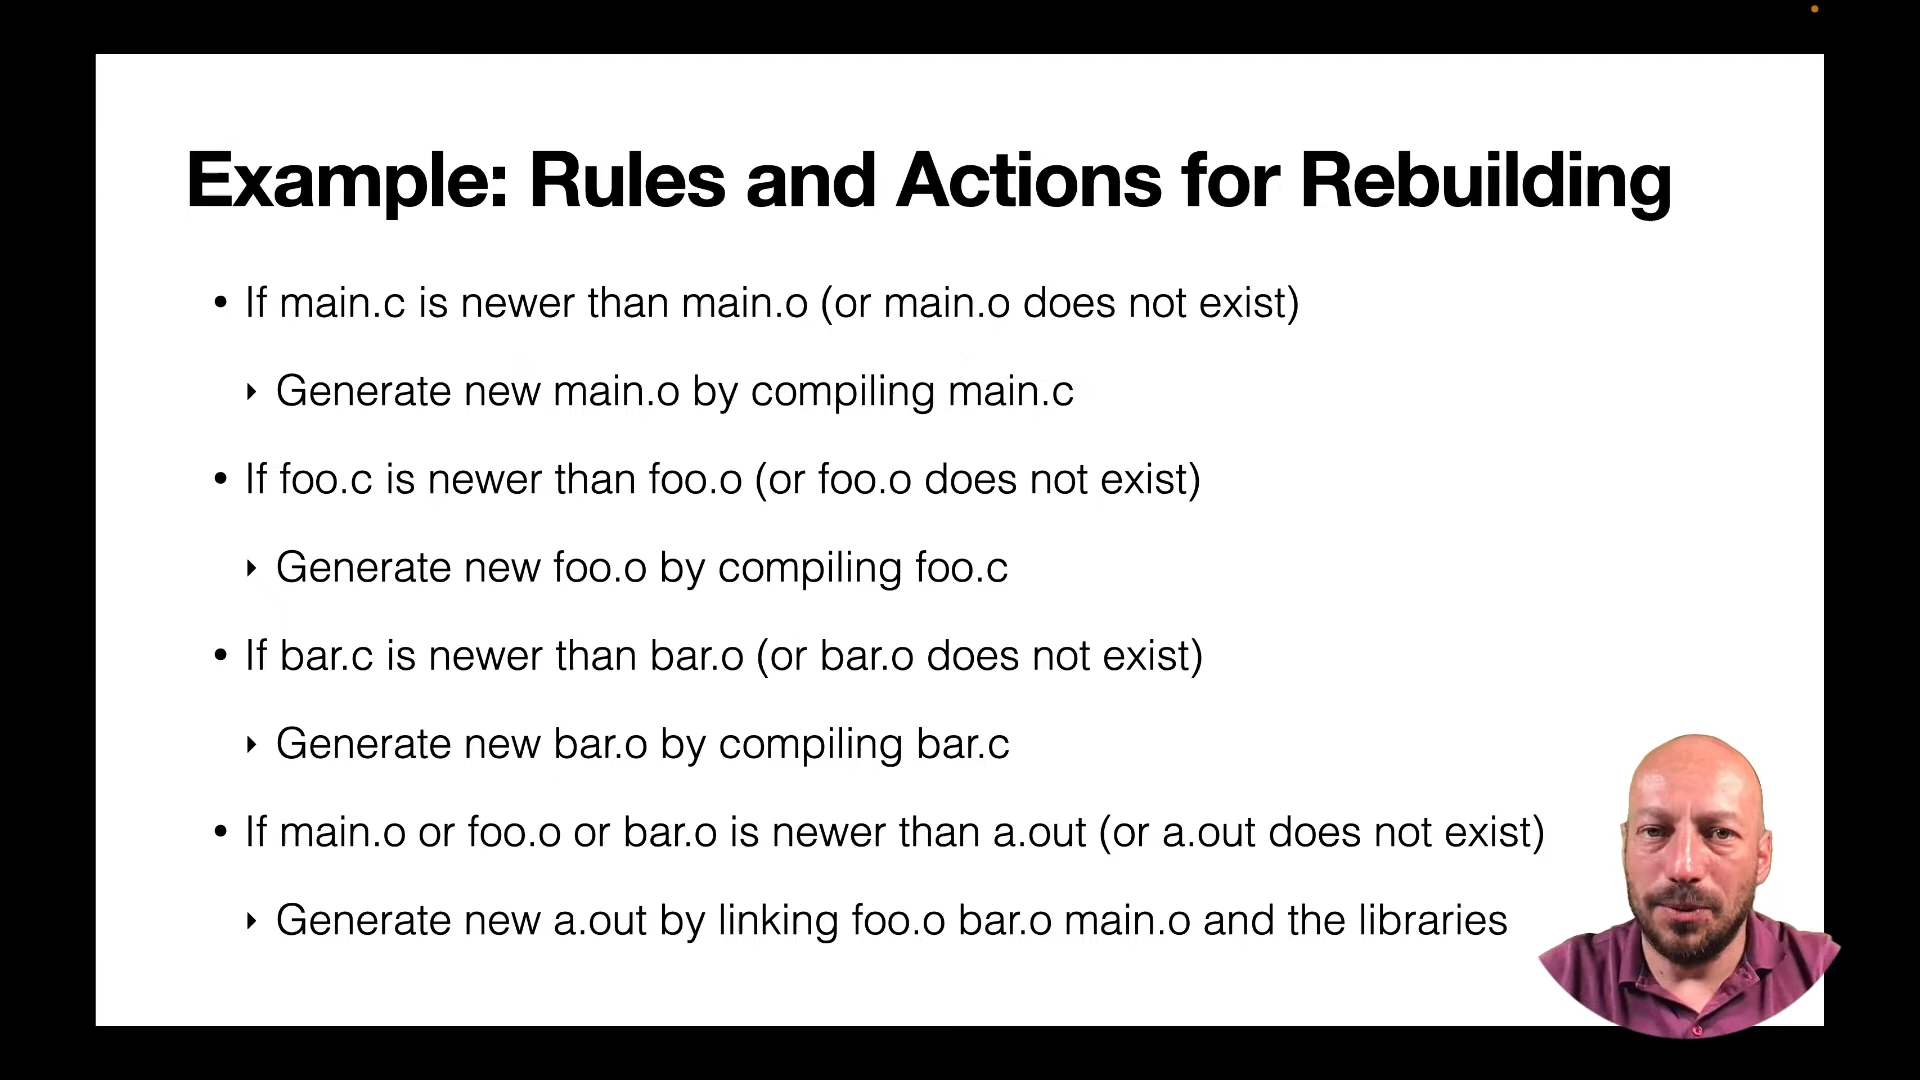 Example: Rules and Actions for Rebuilding
• If main.c is newer than main.o (or main.o does not exist)
‣ Generate new main.o by compiling main.c
• If foo.c is newer than foo.o (or foo.o does not exist)
‣ Generate new foo.o by compiling foo.c
• If bar.c is newer than bar.o (or bar.o does not exist)
‣ Generate new bar.o by compiling bar.c
• If main.o or foo.o or bar.o is newer than a.out (or a.out does not exist)
‣ Generate new a.out by linking foo.o bar.o main.o and the libraries